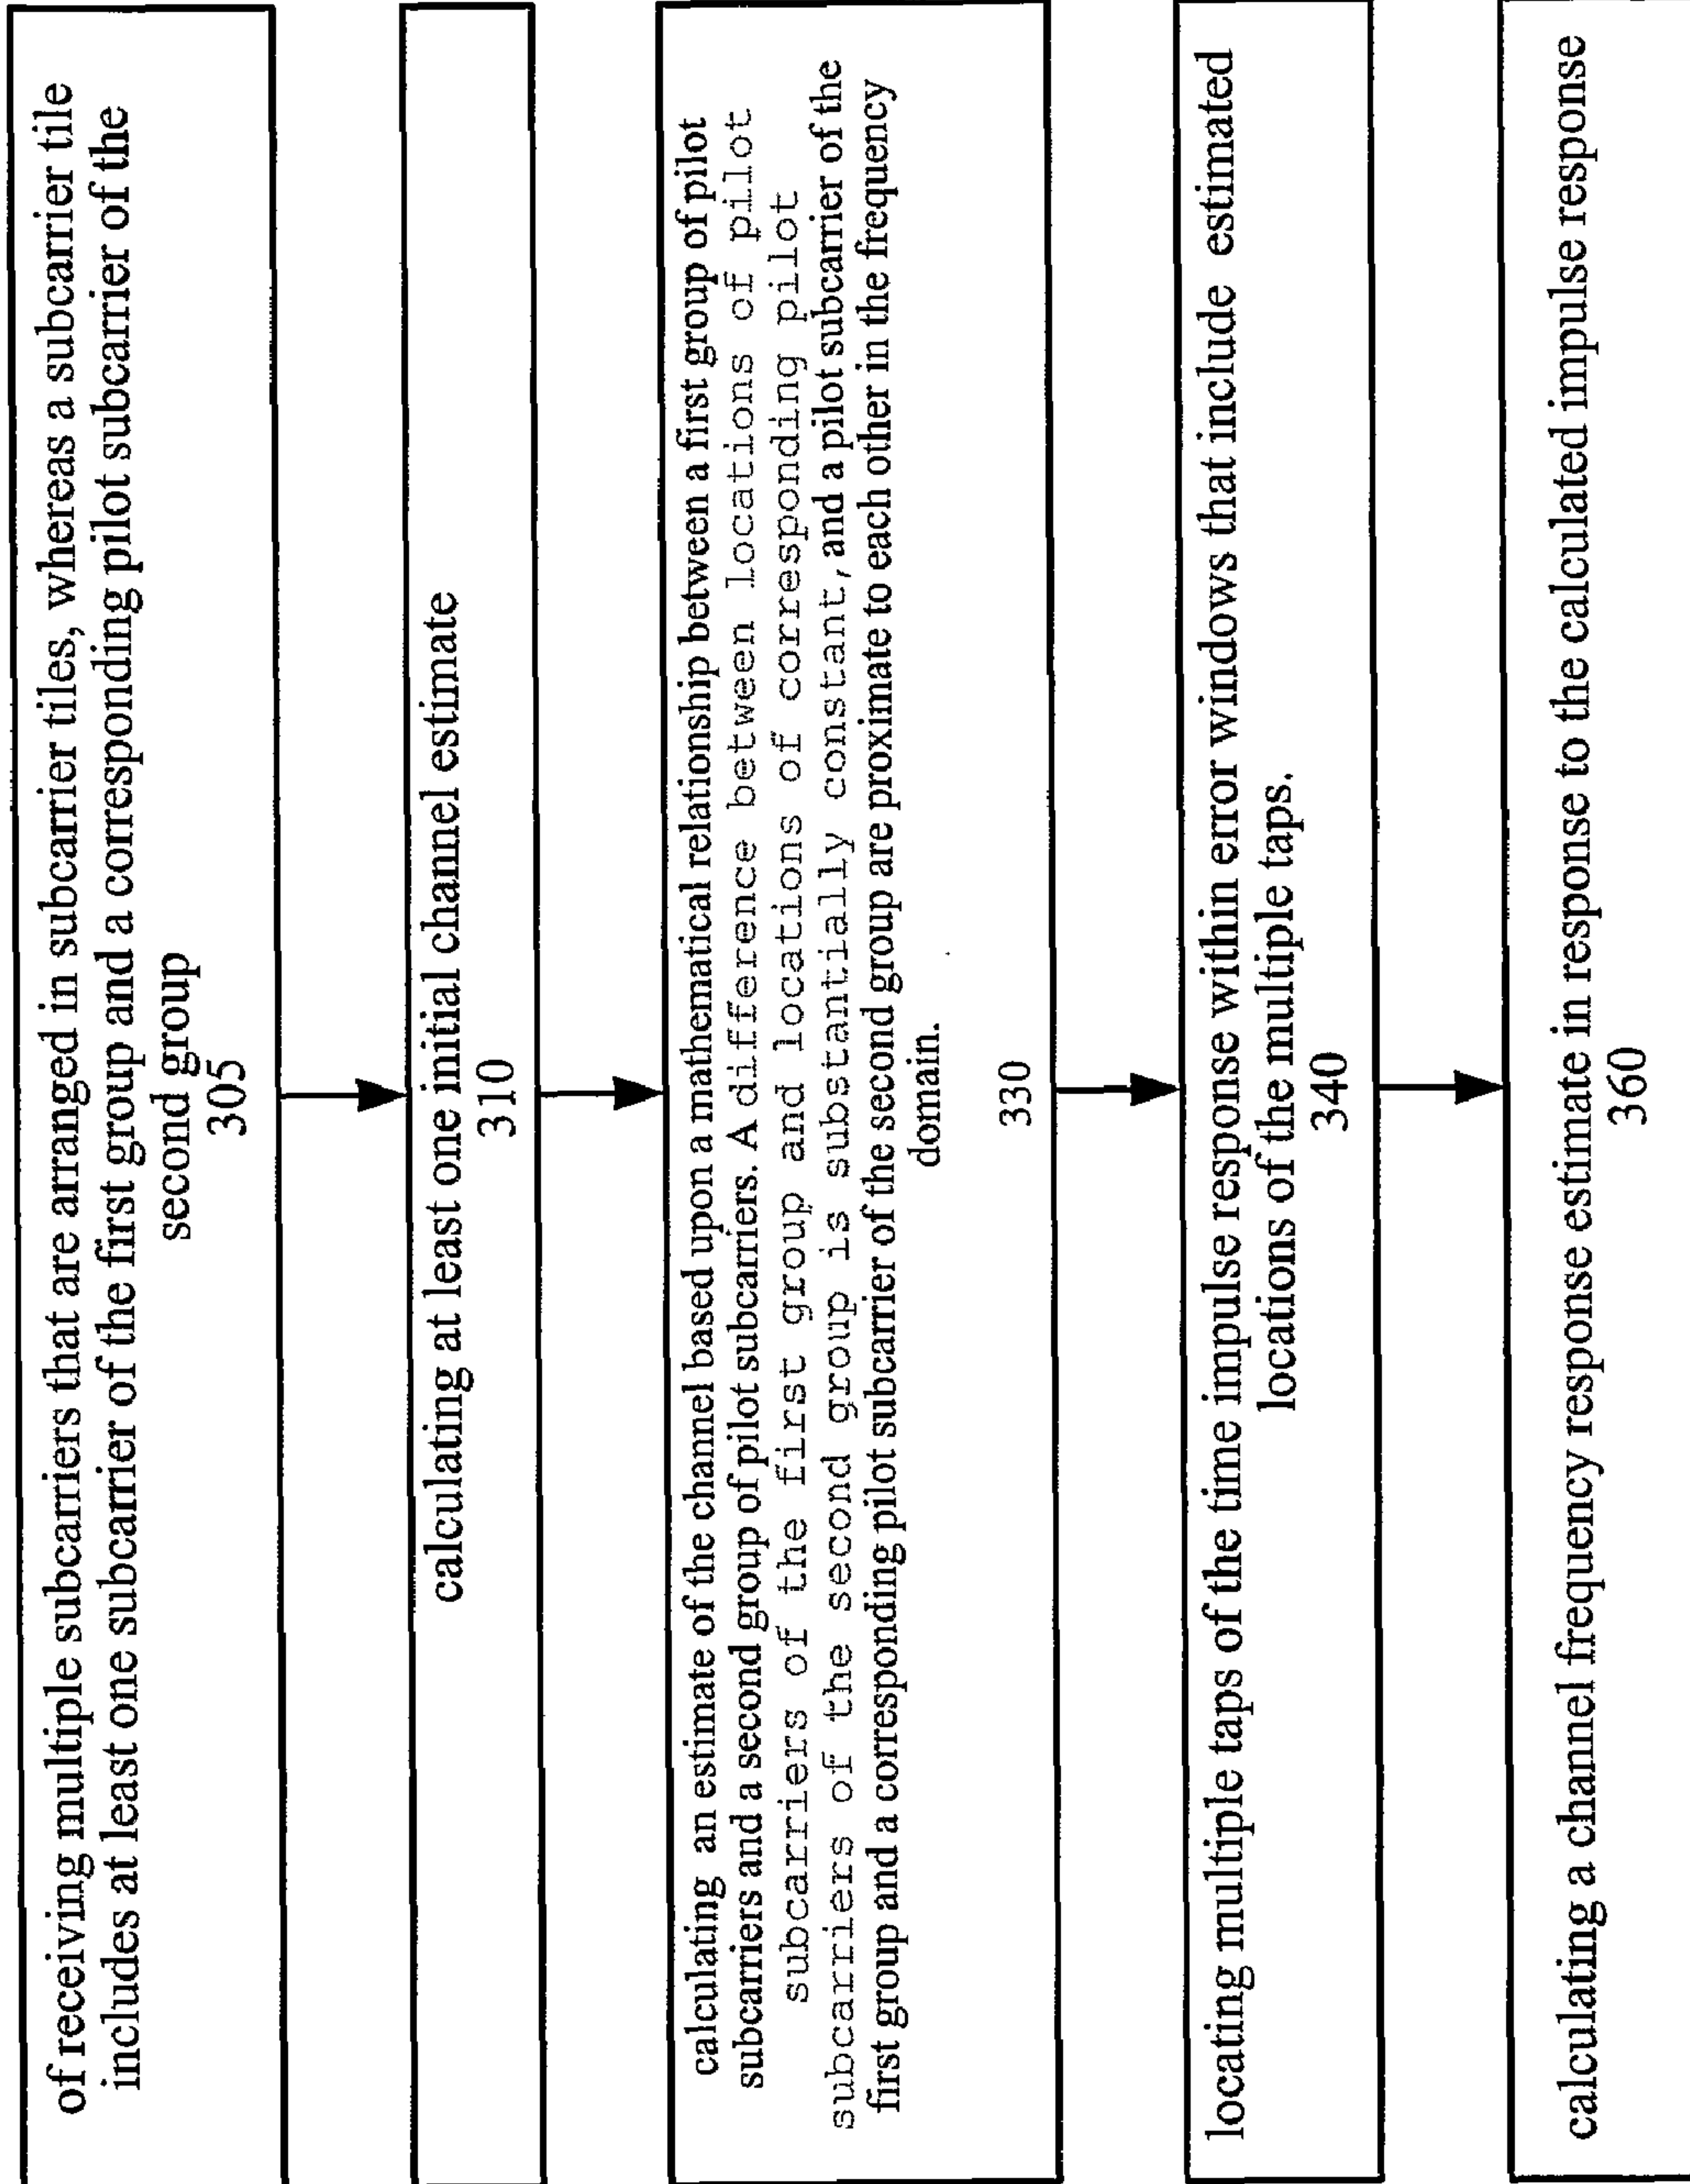 of receiving multiple subcarriers that are arranged in subcarrier tiles, whereas a subcarrier tile
includes at least one subcarrier of the first group and a corresponding pilot subcarrier of the
second group
305
calculating at least one initial channel estimate
310
calculating an estimate of the channel based upon a mathematical relationship between a first group of pilot
subcarriers and a second group of pilot subcarriers. A difference between locations of pilot
subcarriers of the first group and locations of corresponding pilot
subcarriers of the second group is substantially constant, and a pilot subcarrier of the
first group and a corresponding pilot subcarrier of the second group are proximate to each other in the frequency
domain.
330
locating multiple taps of the time impulse response within error windows that include estimated
locations of the multiple taps.
340
calculating a channel frequency response estimate in response to the calculated impulse response
360